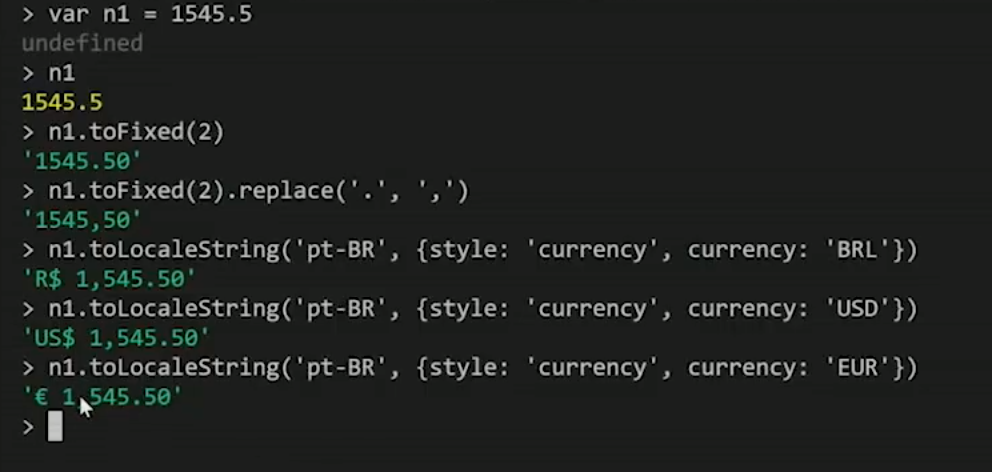 > var n1 = 1545.5
undefined
> n1
1545.5
> n1.toFixed(2)
'1545.50'
> n1.toFixed(2).replace('.', ',')
'1545,50'
> n1.toLocaleString('pt-BR', {style: 'currency', currency: 'BRL'})
'R$ 1,545.50'
> n1.toLocaleString('pt-BR', {style: 'currency', currency: 'USD'})
'US$ 1,545.50'
> n1.toLocaleString('pt-BR', {style: 'currency', currency: 'EUR'})
'€ 1,545.50'
>